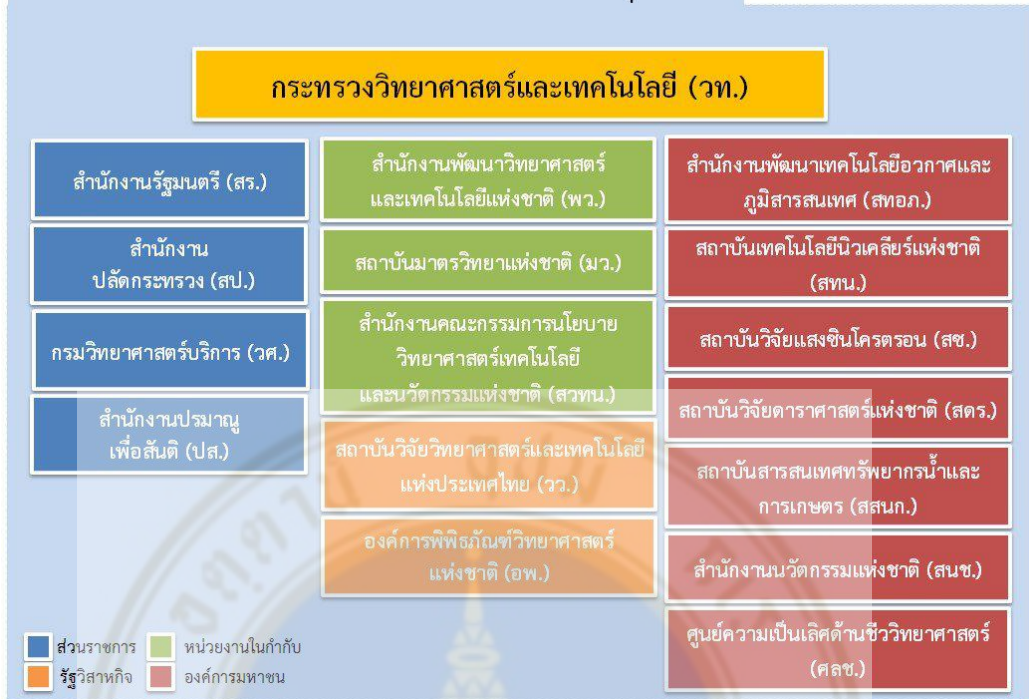 กระทรวงวิทยาศาสตร์และเทคโนโลยี (วท.)
สำนักงานรัฐมนตรี (สร.)
สำนักงาน
ปลัดกระทรวง (สป.)
กรมวิทยาศาสตร์บริการ (วศ.)
สำนักงานปรมาณู
เพื่อสันติ (ปส.)
สำนักงานพัฒนาวิทยาศาสตร์
และเทคโนโลยีแห่งชาติ (พว.)
สถาบันมาตรวิทยาแห่งชาติ (มว.)
สำนักงานคณะกรรมการนโยบาย
วิทยาศาสตร์เทคโนโลยี
และนวัตกรรมแห่งชาติ (สวทน.)
สถาบันวิจัยวิทยาศาสตร์และเทคโนโลยี
แห่งประเทศไทย (วว.)
องค์การพิพิธภัณฑ์วิทยาศาสตร์
แห่งชาติ (อพ.)
สำนักงานพัฒนาเทคโนโลยีอวกาศและ
ภูมิสารสนเทศ (สทอภ.)
สถาบันเทคโนโลยีนิวเคลียร์แห่งชาติ
(สทน.)
สถาบันวิจัยแสงซินโครตรอน (สซ.)
สถาบันวิจัยดาราศาสตร์แห่งชาติ (สดร.)
สถาบันสารสนเทศทรัพยากรน้ำและ
การเกษตร (สสนก.)
สำนักงานนวัตกรรมแห่งชาติ (สนช.)
ศูนย์ความเป็นเลิศด้านชีววิทยาศาสตร์
(ศลช.)
ส่วนราชการ
หน่วยงานในกำกับ
รัฐวิสาหกิจ
องค์การมหาชน